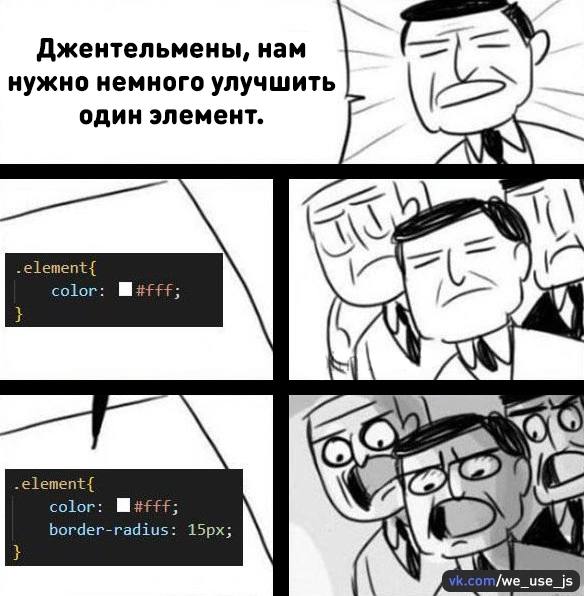 Джентельмены, нам
нужно немного улучшить
один элемент.
.element{
color: #fff;
}
.element{
color: #fff;
border-radius: 15px;
}
vk.com/we_use_js